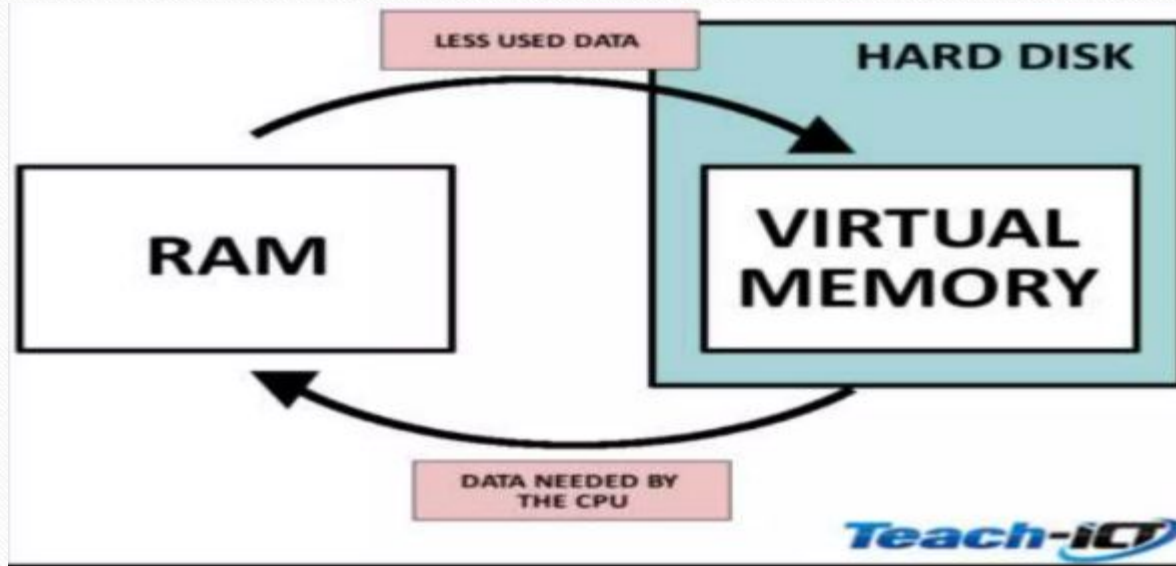 LESS USED DATA
HARD DISK
RAM
VIRTUAL
MEMORY
DATA NEEDED BY
THE CPU
Teach-iCT